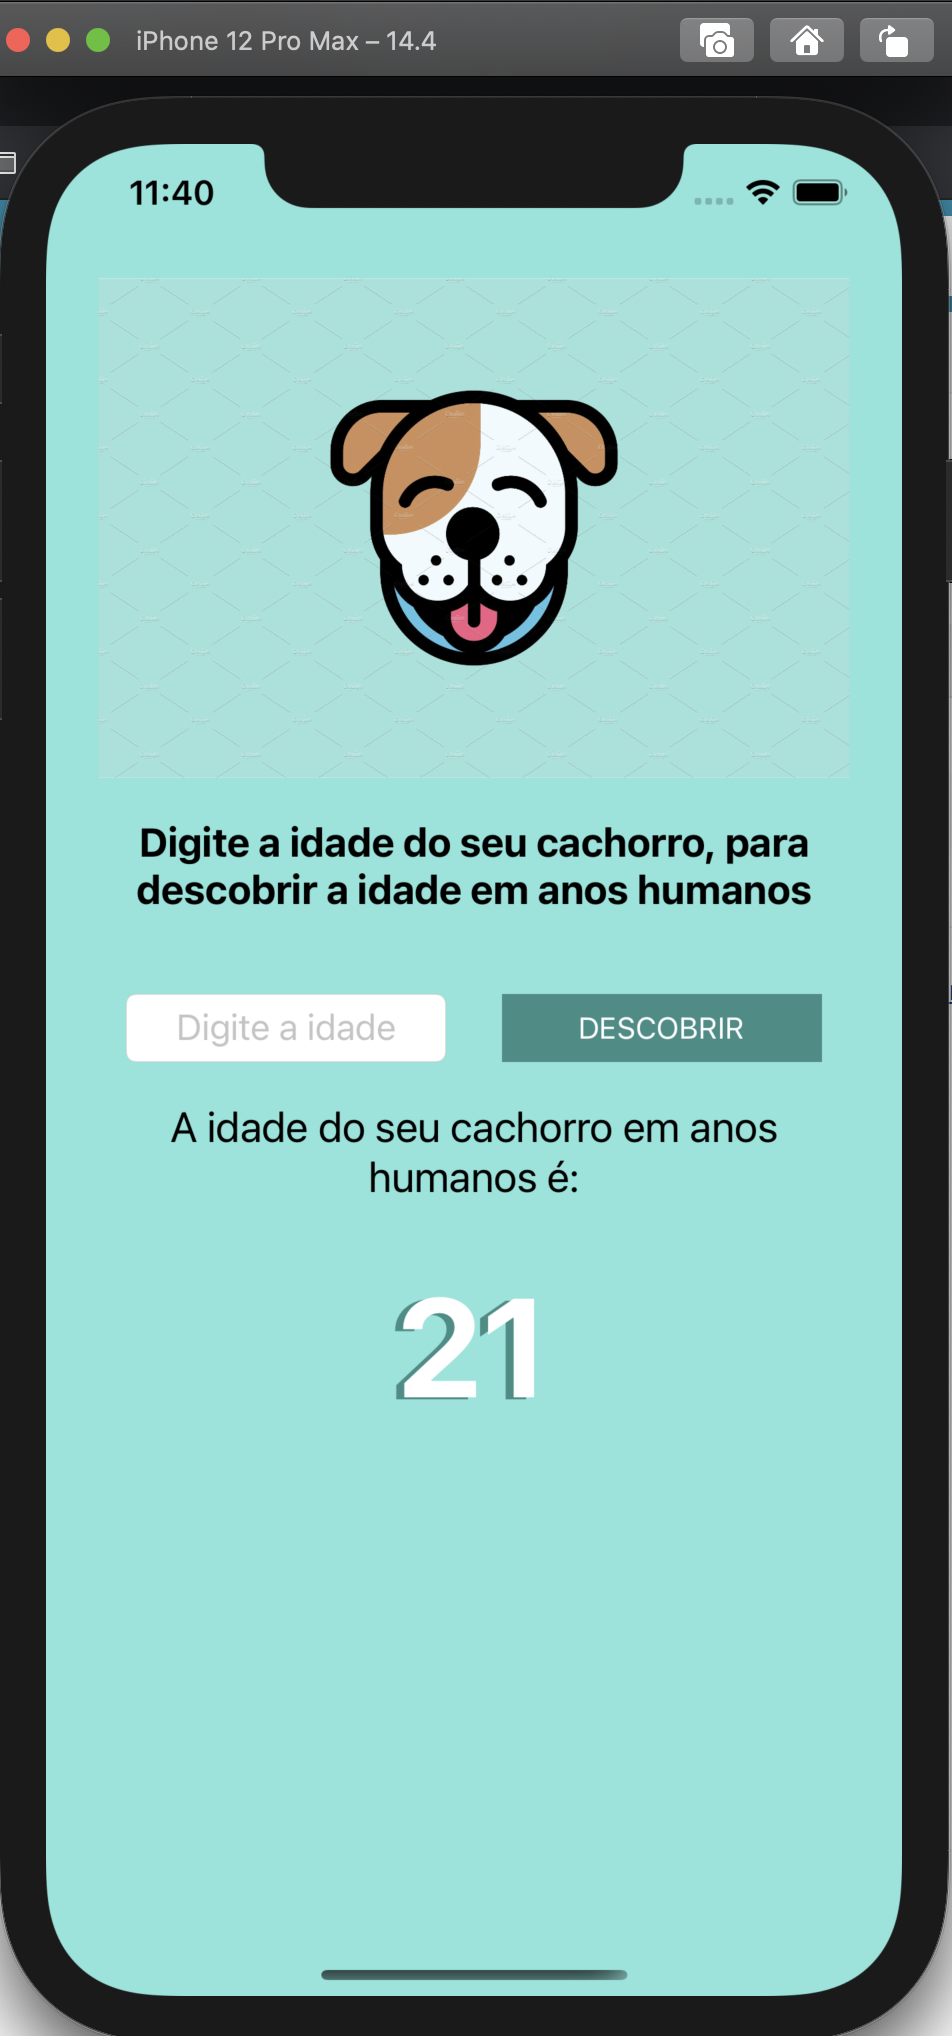 iPhone 12 Pro Max – 14.4
11:40
Digite a idade do seu cachorro, para
descobrir a idade em anos humanos
Digite a idade
DESCOBRIR
A idade do seu cachorro em anos
humanos é:
21